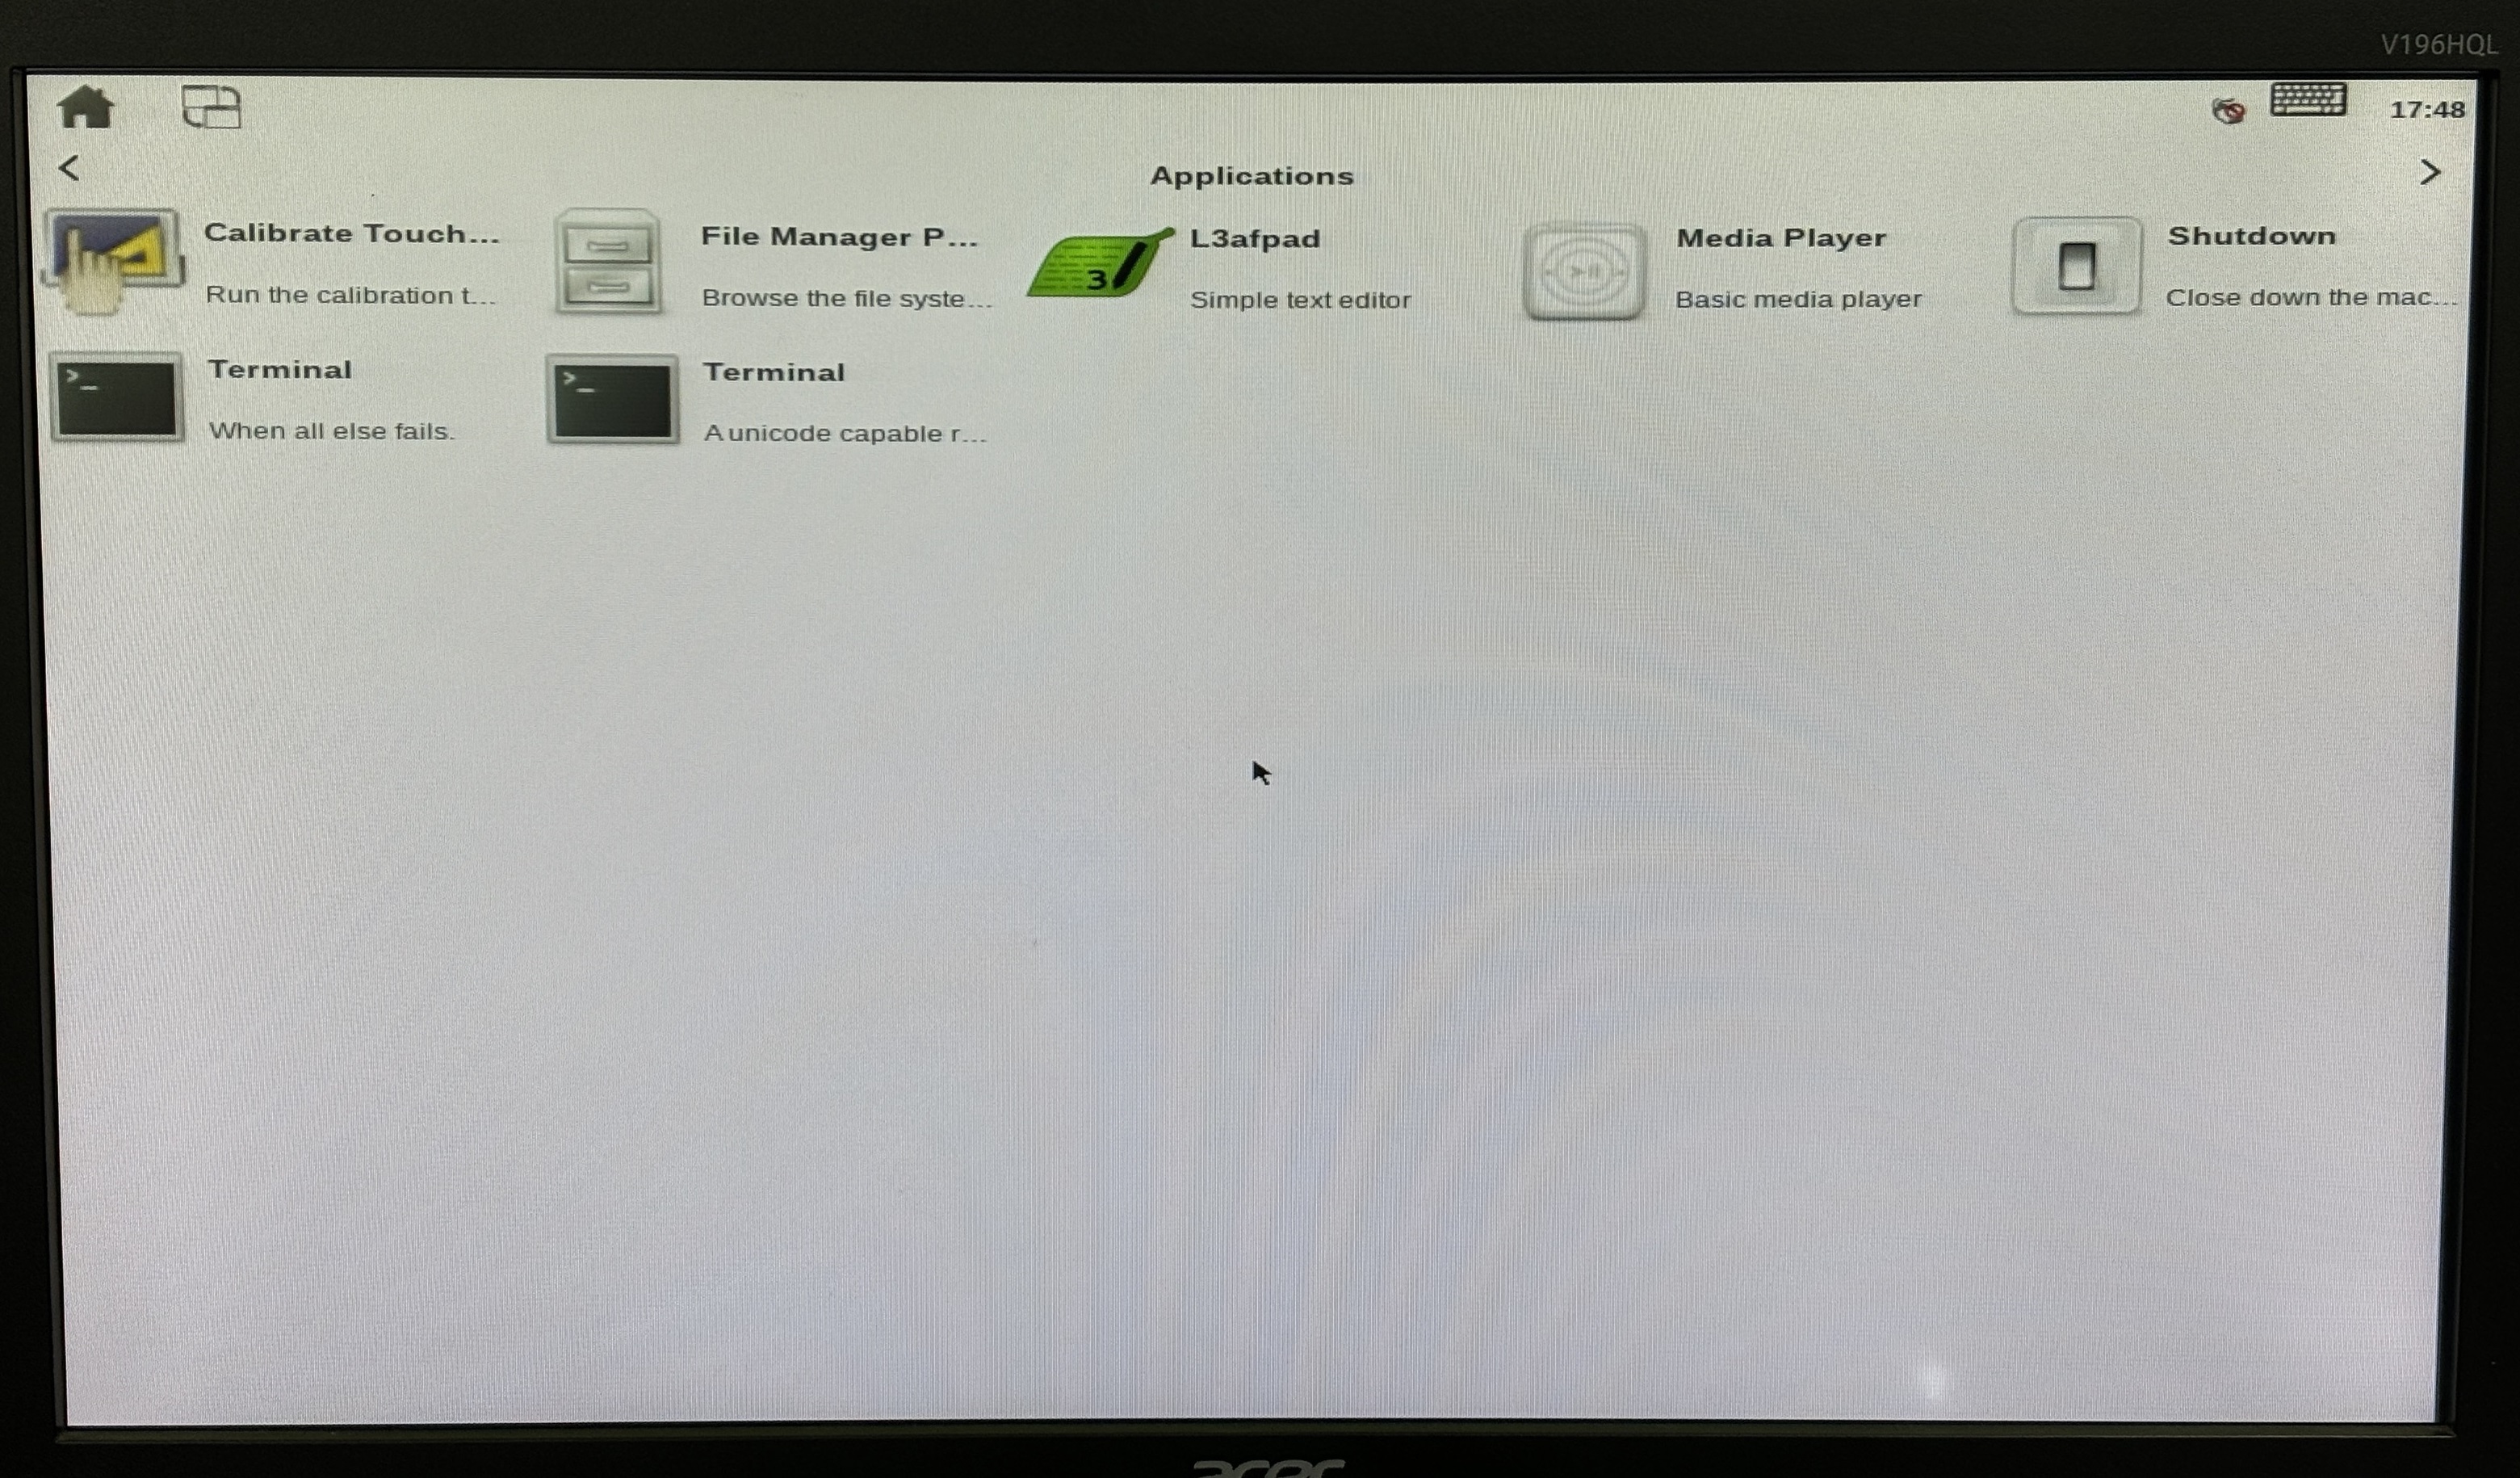 V196HQL
17:48
Applications
Calibrate Touch...
Run the calibration t...
File Manager P...
Browse the file syste...
3
L3afpad
Simple text editor
Media Player
Basic media player
Shutdown
Close down the mac...
>_
Terminal
When all else fails.
>_
Terminal
A unicode capable r...
acer